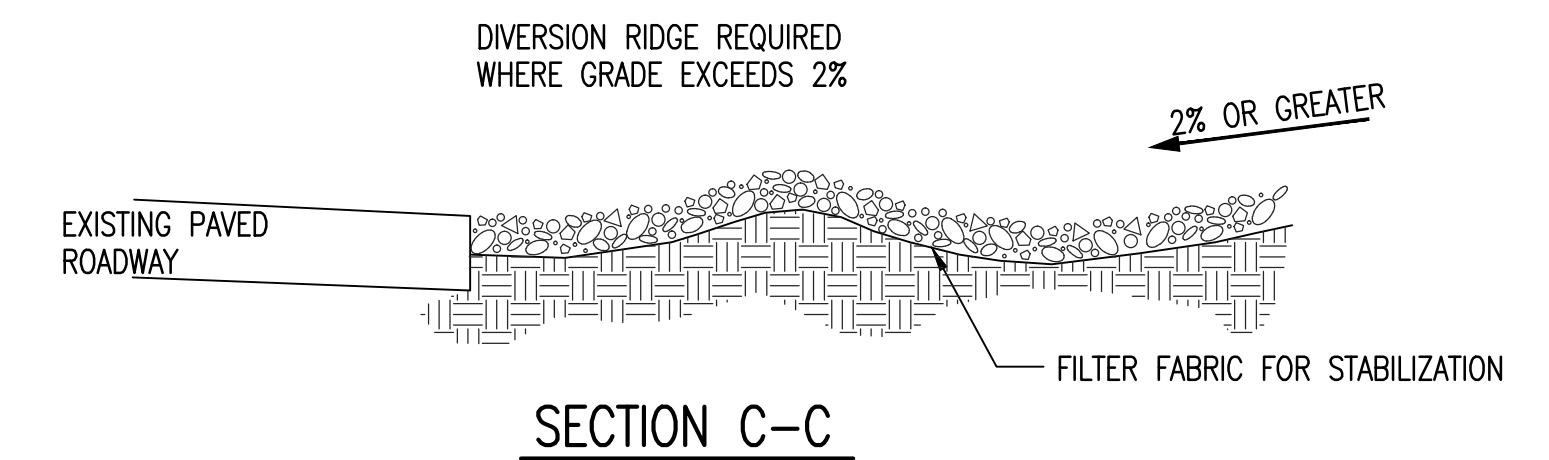 DIVERSION RIDGE REQUIRED
WHERE GRADE EXCEEDS 2%
2% OR GREATER
EXISTING PAVED
ROADWAY
FILTER FABRIC FOR STABILIZATION
SECTION C-C